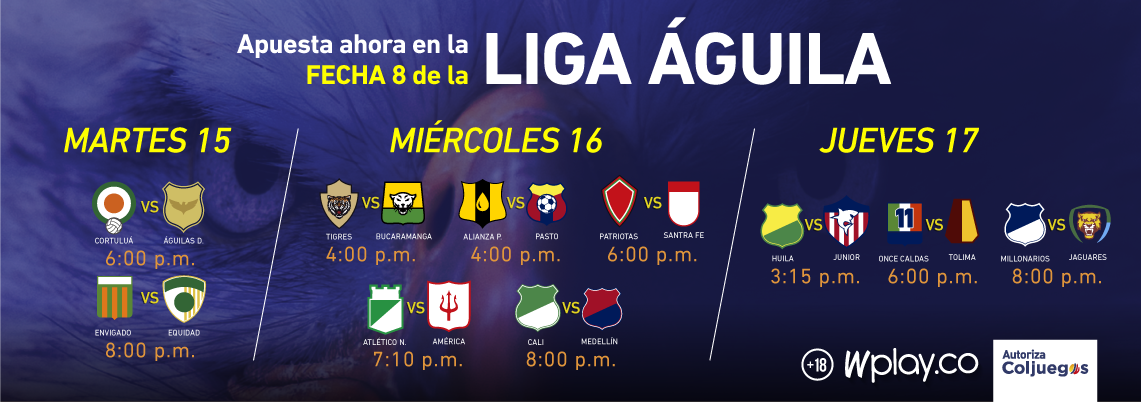 Apuesta ahora en la
FECHA 8 de la
LIGA ÁGUILA
MARTES 15
VS
CORTULUÁ ÁGUILAS D.
6:00 p.m.
VS
ENVIGADO EQUIDAD
8:00 p.m.
MIÉRCOLES 16
VS
TIGRES BUCARAMANGA
4:00 p.m.
VS
ALIANZA P. PASTO
4:00 p.m.
VS
PATRIOTAS SANTRA FE
6:00 p.m.
VS
ATLÉTICO N. AMÉRICA
7:10 p.m.
VS
CALI MEDELLÍN
8:00 p.m.
JUEVES 17
VS
HUILA JUNIOR
3:15 p.m.
11
VS
ONCE CALDAS TOLIMA
6:00 p.m.
VS
MILLONARIOS JAGUARES
8:00 p.m.
+18
Wplay.co
Autoriza
Coljuegos